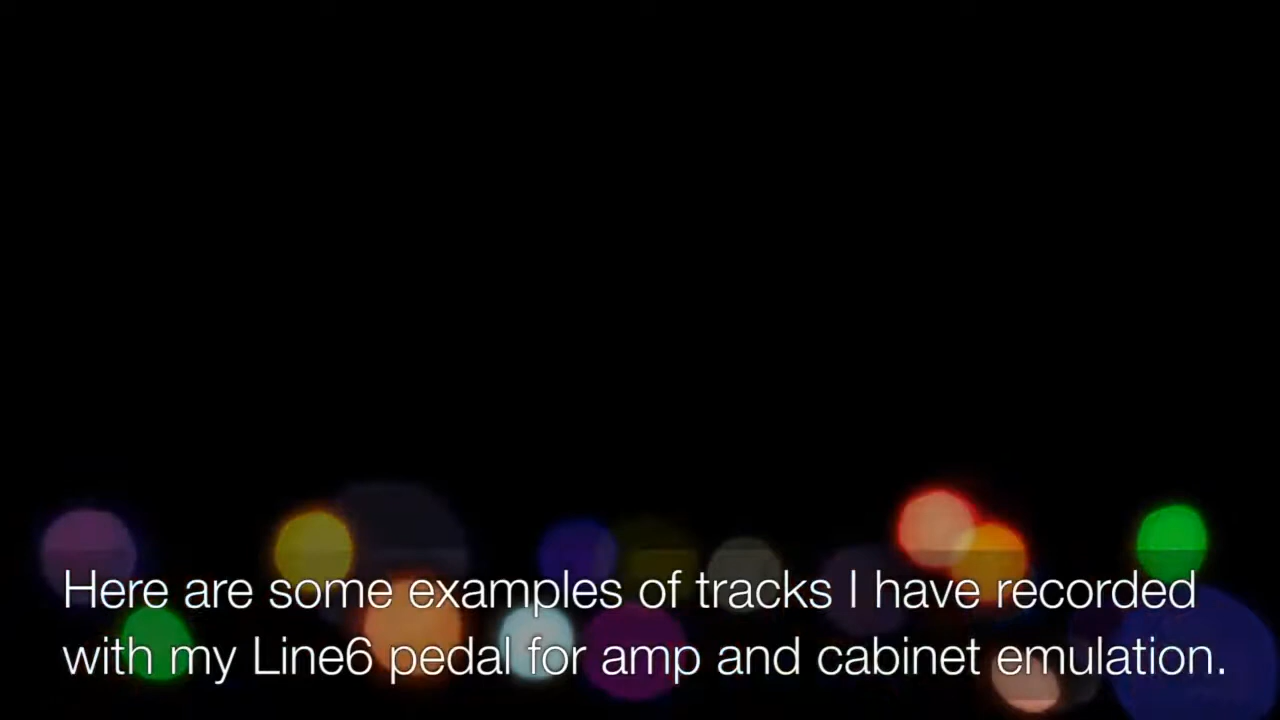 Here are some examples of tracks I have recorded
with my Line6 pedal for amp and cabinet emulation.